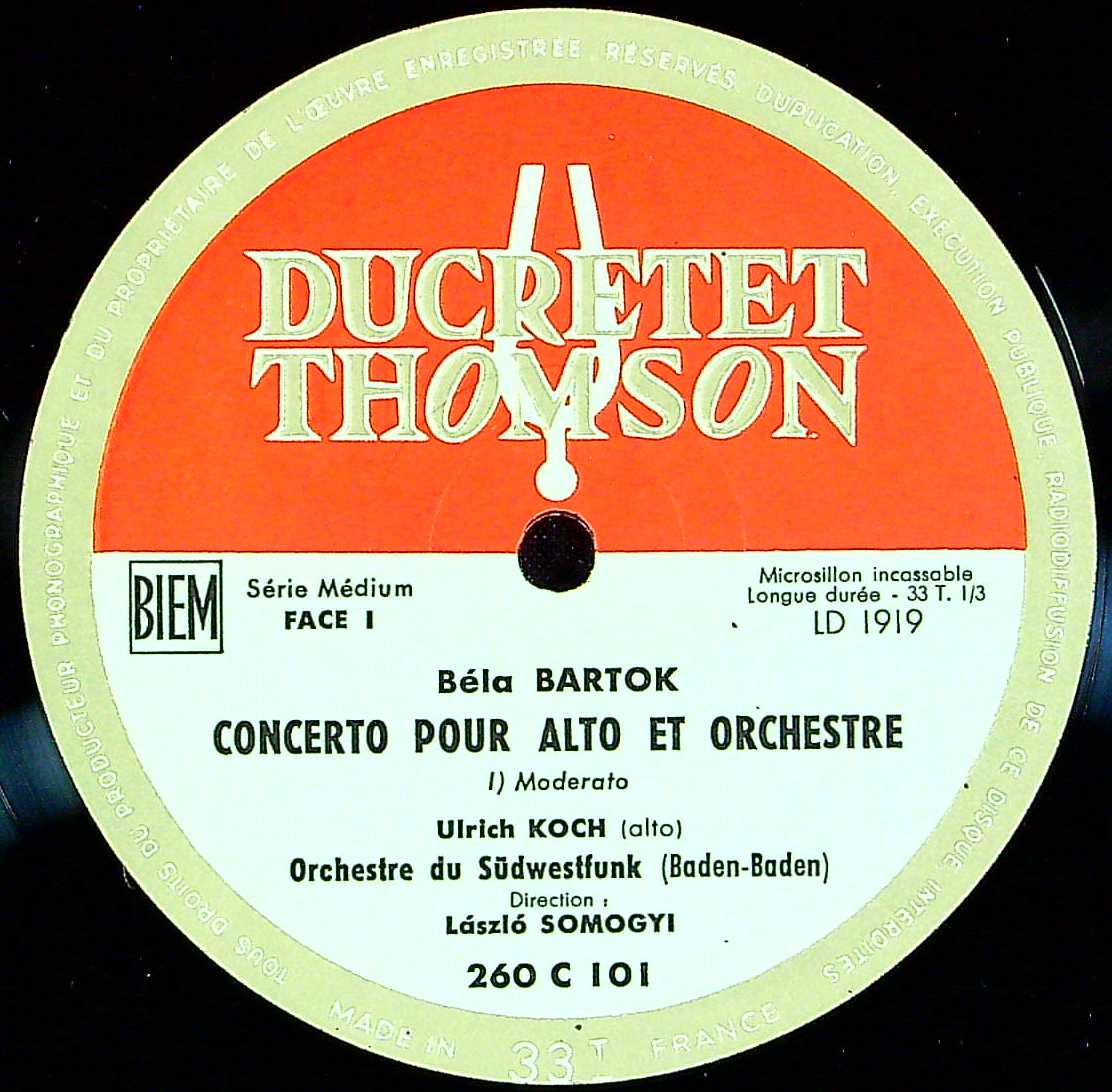 TOUS DROITS DU PRODUCTEUR PHONOGRAPHIQUE ET DU PROPRIÉTAIRE DE L'ŒUVRE ENREGISTRÉE RÉSERVÉS. DUPLICATION, EXÉCUTION PUBLIQUE, RADIODIFFUSION DE CE DISQUE INTERDITES
DUCRETET
THOMSON
BIEM
Série Médium
FACE 1
Microsillon incassable
Longue durée - 33 T. 1/3
LD 1919
Béla BARTOK
CONCERTO POUR ALTO ET ORCHESTRE
1) Moderato
Ulrich KOCH (alto)
Orchestre du Südwestfunk (Baden-Baden)
Direction :
László SOMOGYI
260 C 101
MADE IN 33 T FRANCE